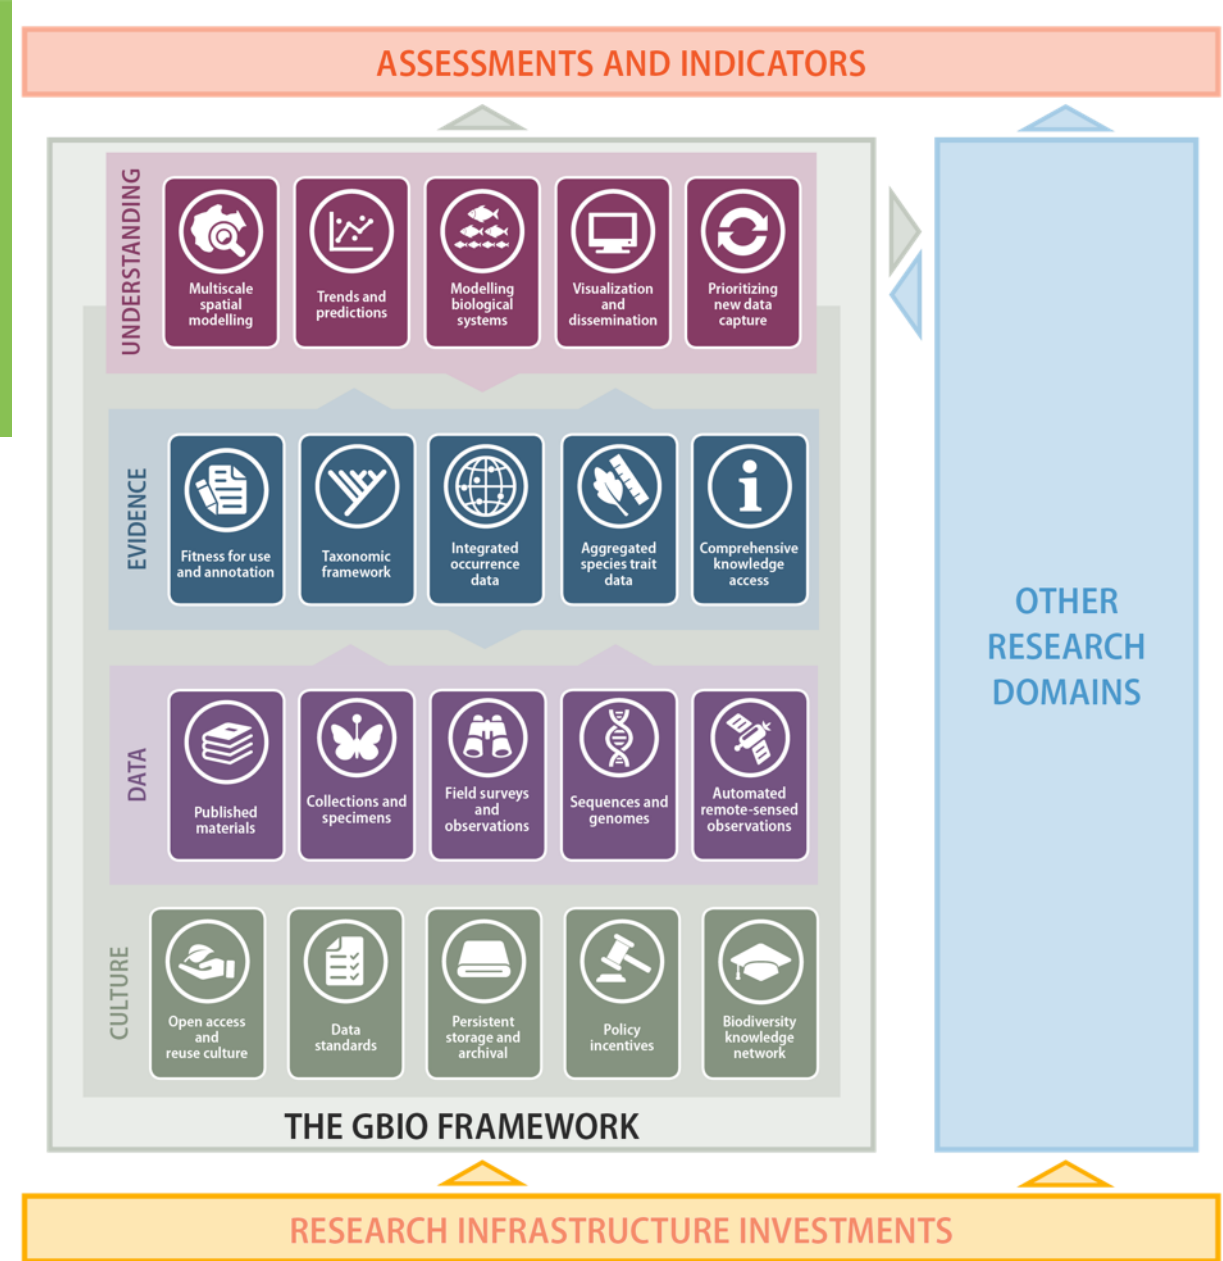 ASSESSMENTS AND INDICATORS
UNDERSTANDING
Multiscale
spatial
modelling
Trends and
predictions
Modelling
biological
systems
Visualization
and
dissemination
Prioritizing
new data
capture
EVIDENCE
Fitness for use
and annotation
Taxonomic
framework
Integrated
occurrence
data
Aggregated
species trait
data
Comprehensive
knowledge
access
DATA
Published
materials
Collections and
specimens
Field surveys
and
observations
Sequences and
genomes
Automated
remote-sensed
observations
CULTURE
Open access
and
reuse culture
Data
standards
Persistent
storage and
archival
Policy
incentives
Biodiversity
knowledge
network
THE GBIO FRAMEWORK
OTHER
RESEARCH
DOMAINS
RESEARCH INFRASTRUCTURE INVESTMENTS